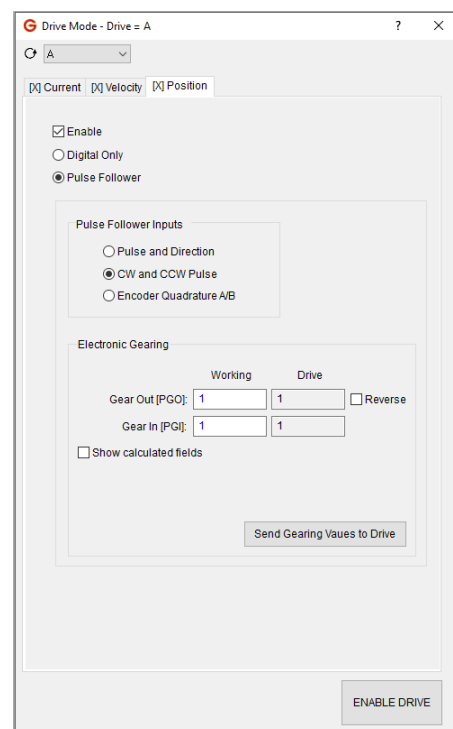 G Drive Mode - Drive = A ? X
A
[X] Current [X] Velocity [X] Position
Enable
Digital Only
Pulse Follower
Pulse Follower Inputs
Pulse and Direction
CW and CCW Pulse
Encoder Quadrature A/B
Electronic Gearing
Working Drive
Gear Out [PGO]: 1 1 Reverse
Gear In [PGI]: 1 1
Show calculated fields
Send Gearing Vaues to Drive
ENABLE DRIVE